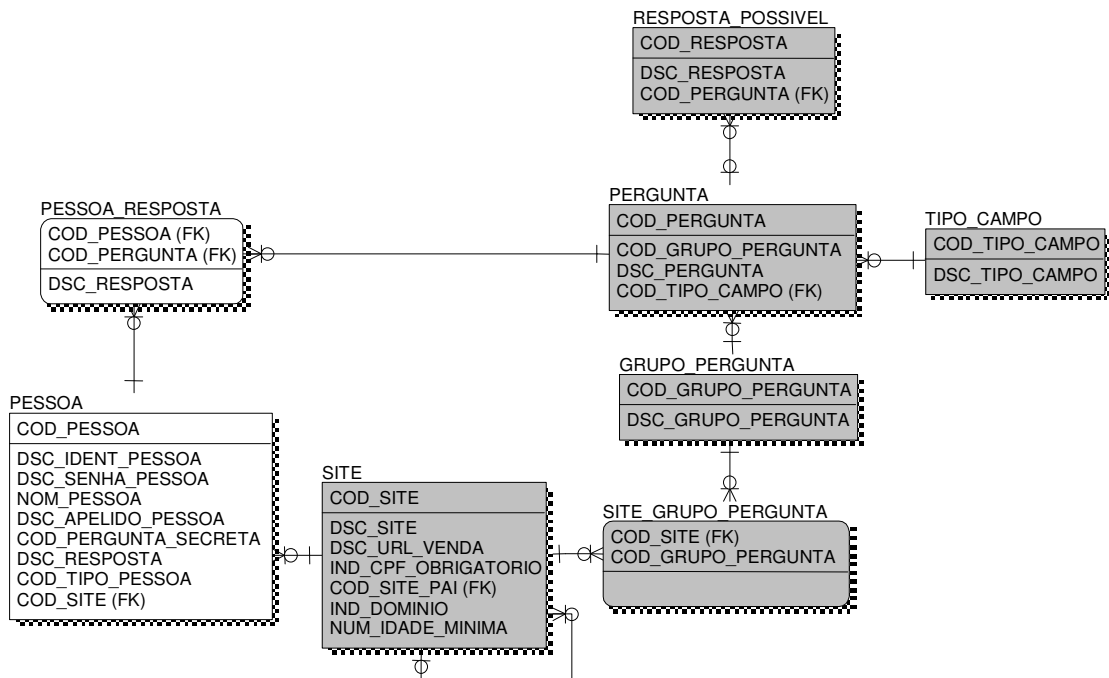 RESPOSTA_POSSIVEL
COD_RESPOSTA
DSC_RESPOSTA
COD_PERGUNTA (FK)
PERGUNTA
COD_PERGUNTA
COD_GRUPO_PERGUNTA
DSC_PERGUNTA
COD_TIPO_CAMPO (FK)
TIPO_CAMPO
COD_TIPO_CAMPO
DSC_TIPO_CAMPO
PESSOA_RESPOSTA
COD_PESSOA (FK)
COD_PERGUNTA (FK)
DSC_RESPOSTA
GRUPO_PERGUNTA
COD_GRUPO_PERGUNTA
DSC_GRUPO_PERGUNTA
PESSOA
COD_PESSOA
DSC_IDENT_PESSOA
DSC_SENHA_PESSOA
NOM_PESSOA
DSC_APELIDO_PESSOA
COD_PERGUNTA_SECRETA
DSC_RESPOSTA
COD_TIPO_PESSOA
COD_SITE (FK)
SITE
COD_SITE
DSC_SITE
DSC_URL_VENDA
IND_CPF_OBRIGATORIO
COD_SITE_PAI (FK)
IND_DOMINIO
NUM_IDADE_MINIMA
SITE_GRUPO_PERGUNTA
COD_SITE (FK)
COD_GRUPO_PERGUNTA